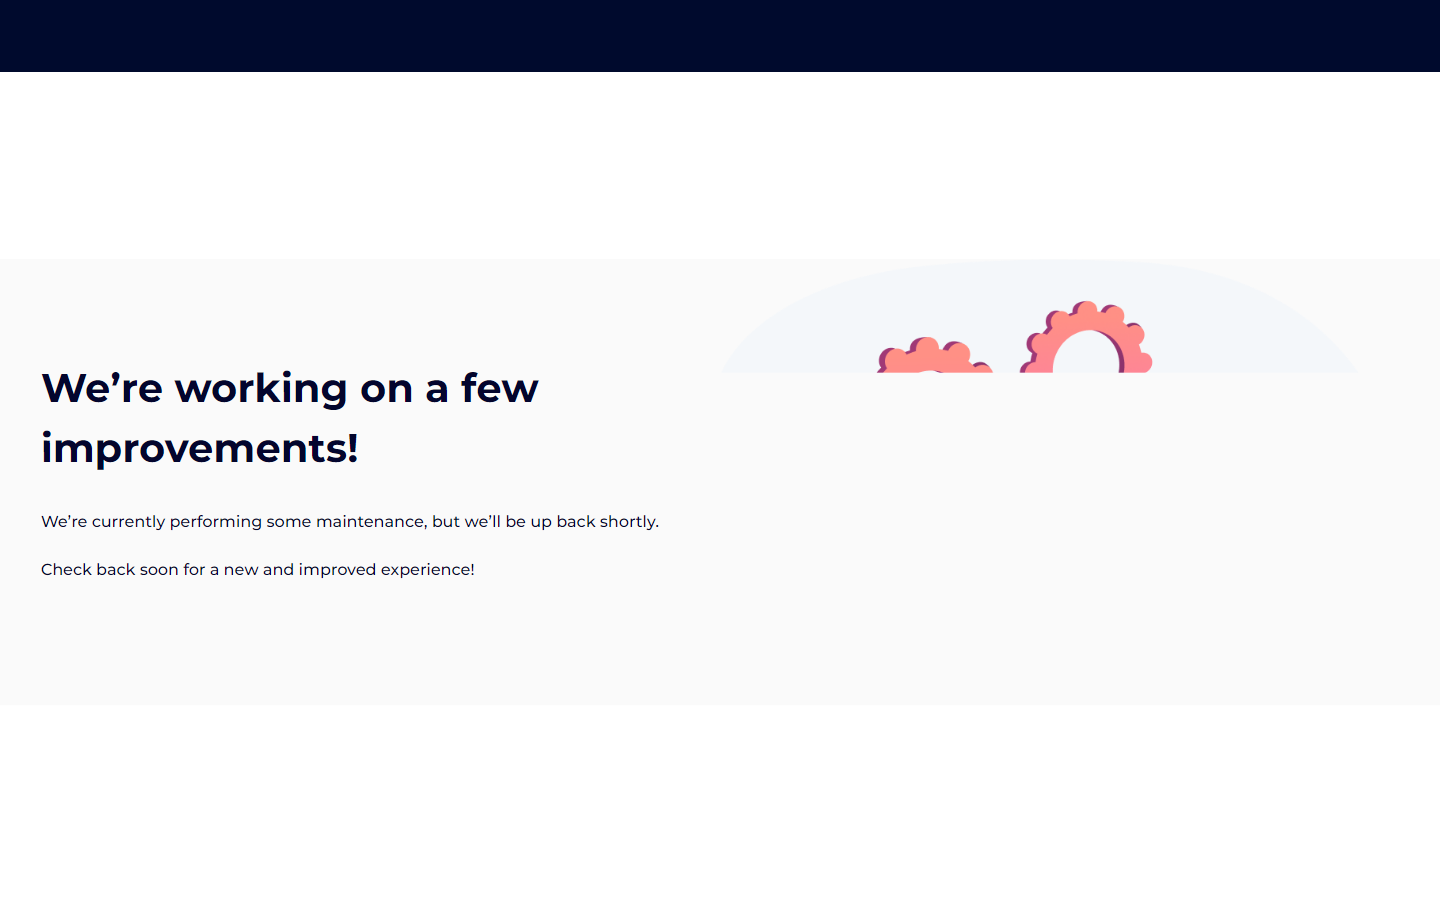 We’re working on a few
improvements!
We’re currently performing some maintenance, but we’ll be up back shortly.
Check back soon for a new and improved experience!